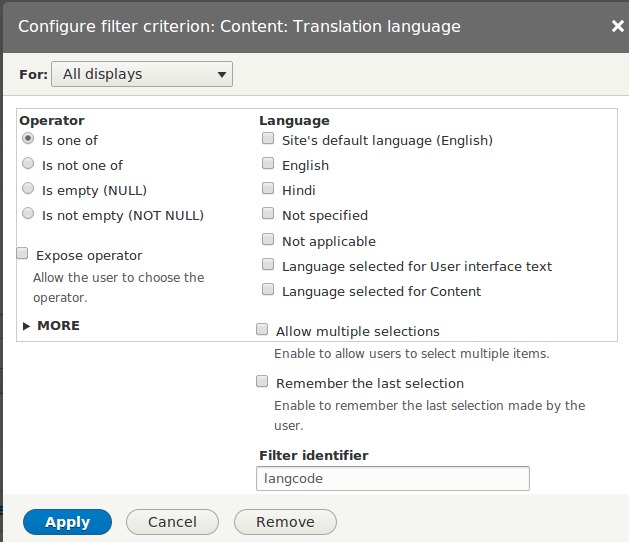 Configure filter criterion: Content: Translation language
For: All displays
Operator
Is one of
Is not one of
Is empty (NULL)
Is not empty (NOT NULL)
Expose operator
Allow the user to choose the
operator.
MORE
Language
Site's default language (English)
English
Hindi
Not specified
Not applicable
Language selected for User interface text
Language selected for Content
Allow multiple selections
Enable to allow users to select multiple items.
Remember the last selection
Enable to remember the last selection made by the
user.
Filter identifier
langcode
Apply Cancel Remove